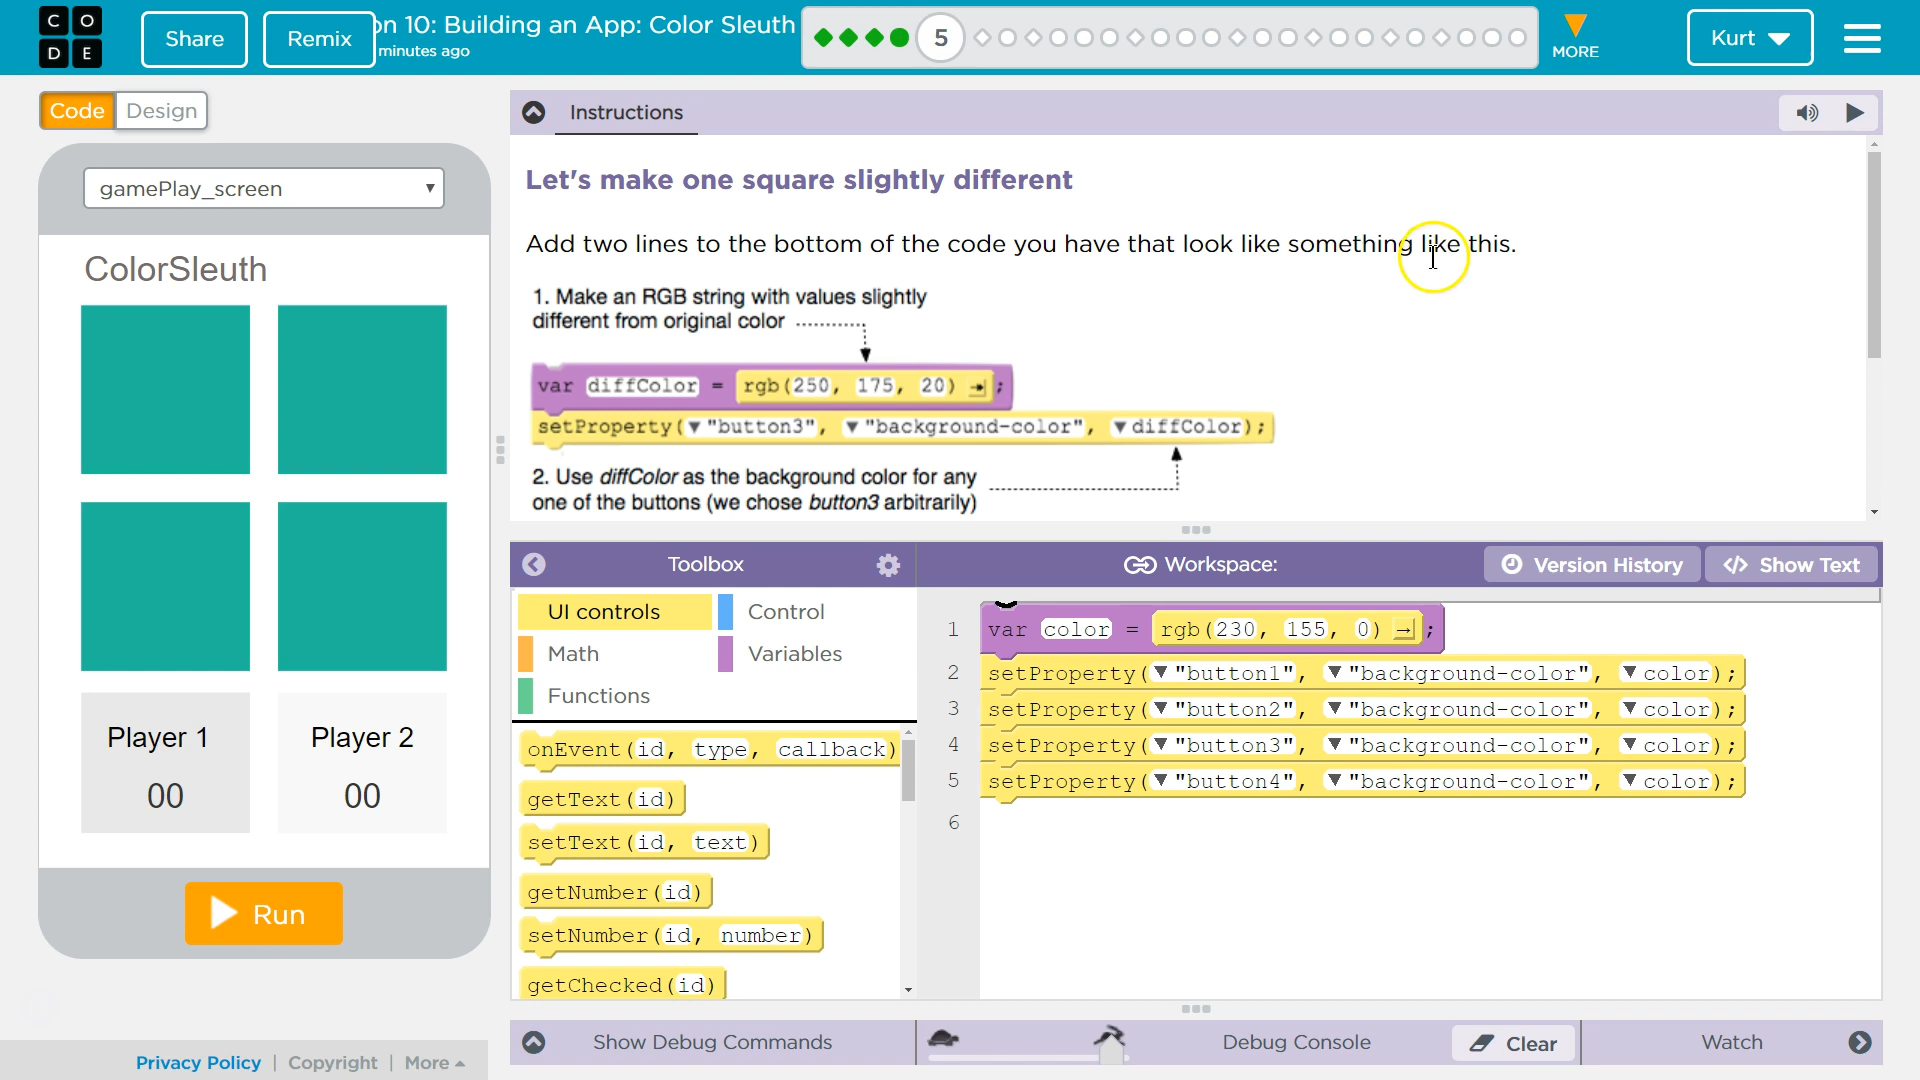 C O
D E
Share
Remix
on 10: Building an App: Color Sleuth
minutes ago
5
MORE
Kurt
Code
Design
Instructions
gamePlay_screen
ColorSleuth
Player 1
00
Player 2
00
Run
Let's make one square slightly different
Add two lines to the bottom of the code you have that look like something like this.
1. Make an RGB string with values slightly
different from original color
var diffColor = rgb(250, 175, 20) ;
setProperty( "button3", "background-color", diffColor);
2. Use diffColor as the background color for any
one of the buttons (we chose button3 arbitrarily)
Toolbox
Workspace:
Version History
</> Show Text
UI controls
Control
Math
Variables
Functions
onEvent(id, type, callback)
getText(id)
setText(id, text)
getNumber(id)
setNumber(id, number)
getChecked(id)
1 var color = rgb(230, 155, 0) ;
2 setProperty( "button1", "background-color", color);
3 setProperty( "button2", "background-color", color);
4 setProperty( "button3", "background-color", color);
5 setProperty( "button4", "background-color", color);
6
Show Debug Commands
Debug Console
Clear
Watch
Privacy Policy | Copyright | More